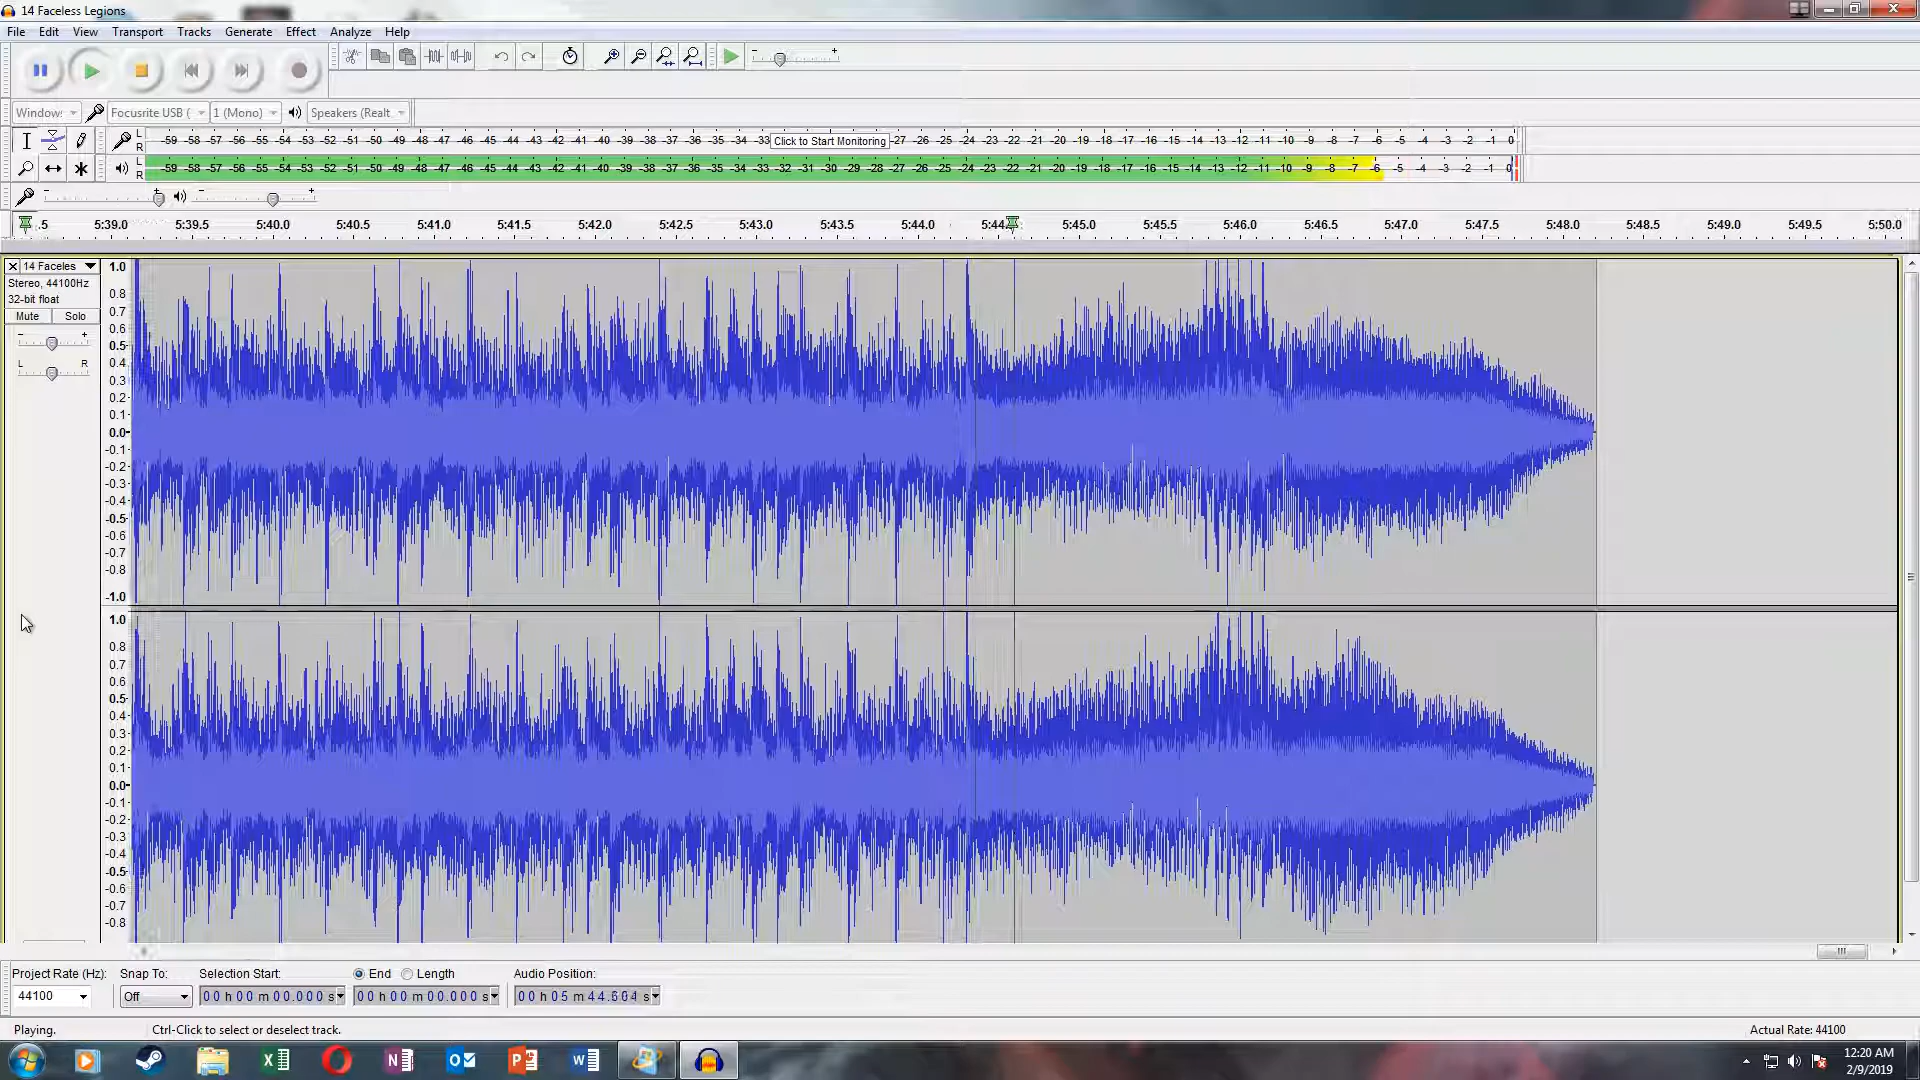 14 Faceless Legions
File Edit View Transport Tracks Generate Effect Analyze Help
Window: Focusrite USB ( 1 (Mono) Speakers (Realt
L -59 -58 -57 -56 -55 -54 -53 -52 -51 -50 -49 -48 -47 -46 -45 -44 -43 -42 -41 -40 -39 -38 -37 -36 -35 -34 -33 Click to Start Monitoring -27 -26 -25 -24 -23 -22 -21 -20 -19 -18 -17 -16 -15 -14 -13 -12 -11 -10 -9 -8 -7 -6 -5 -4 -3 -2 -1 0
R
L -59 -58 -57 -56 -55 -54 -53 -52 -51 -50 -49 -48 -47 -46 -45 -44 -43 -42 -41 -40 -39 -38 -37 -36 -35 -34 -33 -32 -31 -30 -29 -28 -27 -26 -25 -24 -23 -22 -21 -20 -19 -18 -17 -16 -15 -14 -13 -12 -11 -10 -9 -8 -7 -6 -5 -4 -3 -2 -1 0
R
- + - +
.5 5:39.0 5:39.5 5:40.0 5:40.5 5:41.0 5:41.5 5:42.0 5:42.5 5:43.0 5:43.5 5:44.0 5:44. 5:45.0 5:45.5 5:46.0 5:46.5 5:47.0 5:47.5 5:48.0 5:48.5 5:49.0 5:49.5 5:50.0
14 Faceles
Stereo, 44100Hz
32-bit float
Mute Solo
- +
L R
1.0
0.8
0.7
0.6
0.5
0.4
0.3
0.2
0.1
0.0
-0.1
-0.2
-0.3
-0.4
-0.5
-0.6
-0.7
-0.8
-1.0
1.0
0.8
0.7
0.6
0.5
0.4
0.3
0.2
0.1
0.0
-0.1
-0.2
-0.3
-0.4
-0.5
-0.6
-0.7
-0.8
Project Rate (Hz): Snap To: Selection Start: End Length Audio Position:
44100 Off 00 h 00 m 00.000 s 00 h 00 m 00.000 s 00 h 05 m 44.604 s
Playing. Ctrl-Click to select or deselect track. Actual Rate: 44100
12:20 AM
2/9/2019